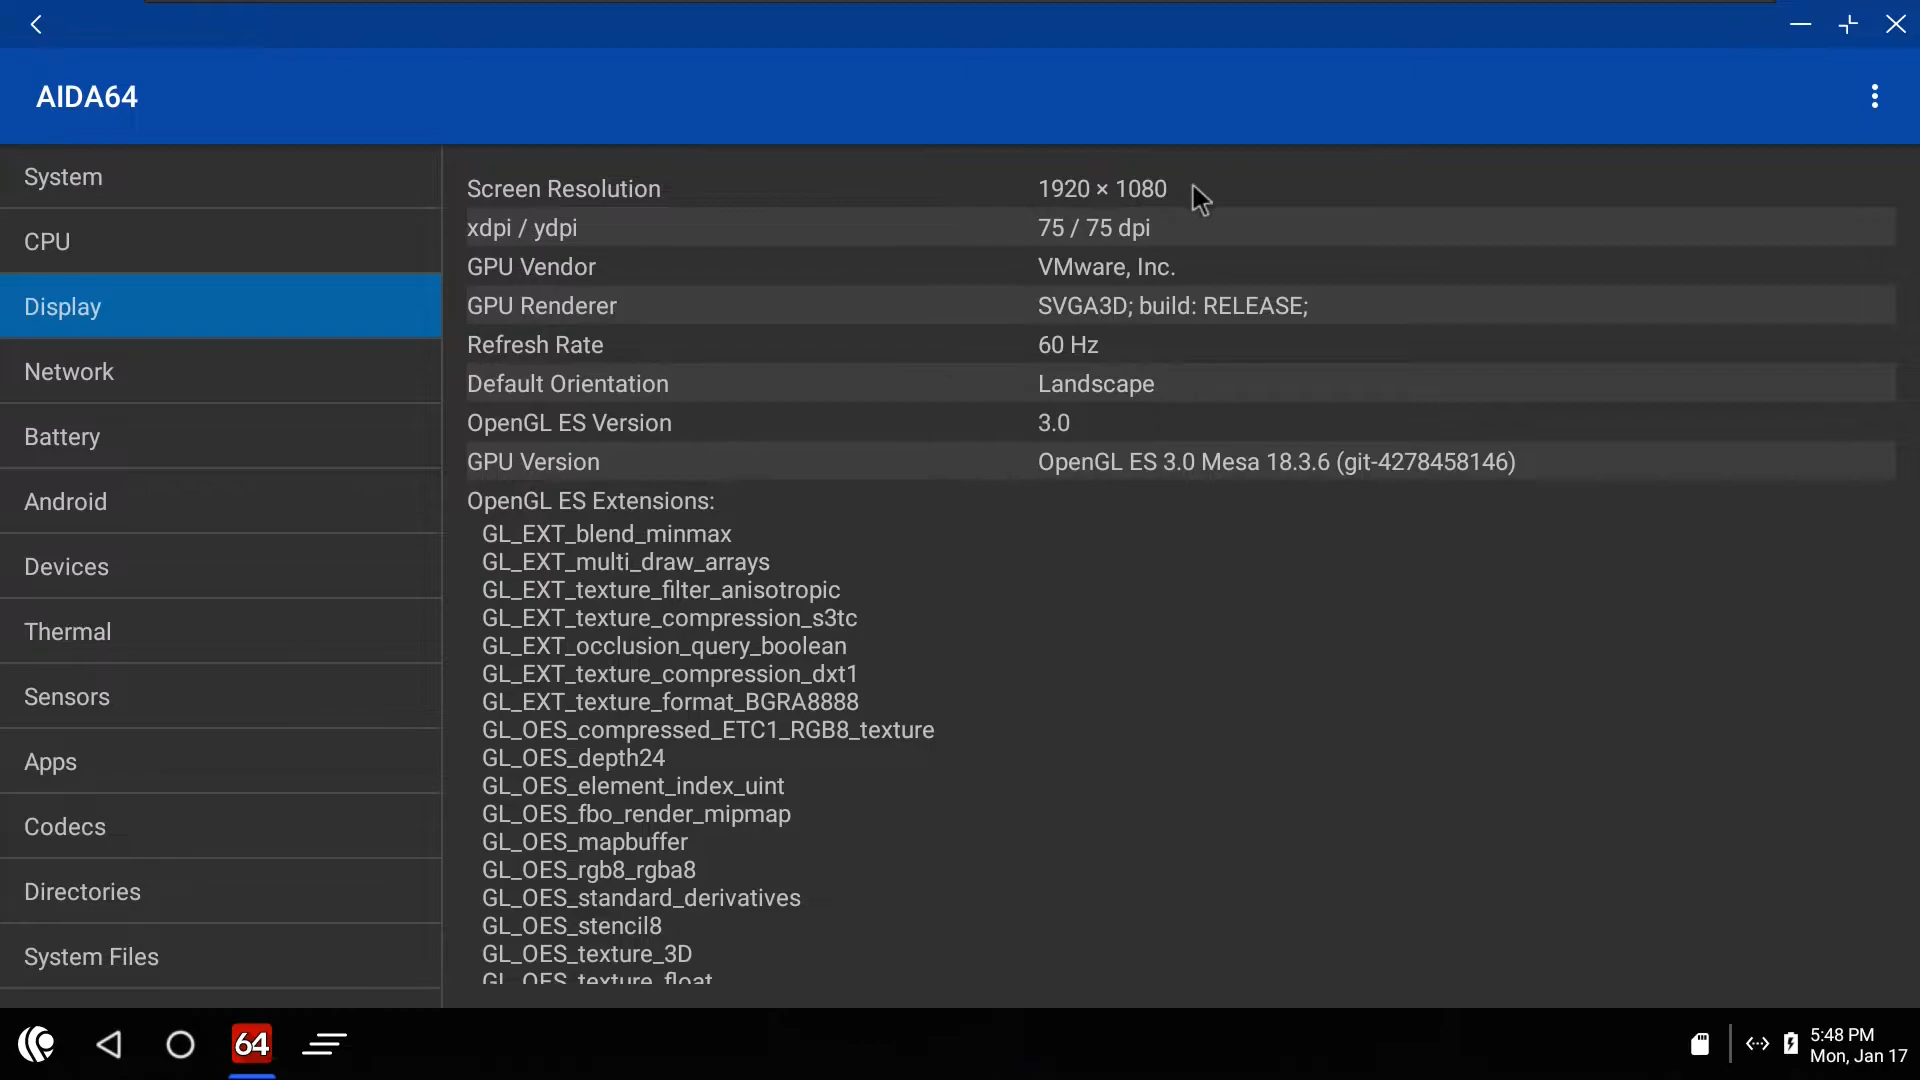 AIDA64
System
CPU
Display
Network
Battery
Android
Devices
Thermal
Sensors
Apps
Codecs
Directories
System Files
Screen Resolution 1920 × 1080
xdpi / ydpi 75 / 75 dpi
GPU Vendor VMware, Inc.
GPU Renderer SVGA3D; build: RELEASE;
Refresh Rate 60 Hz
Default Orientation Landscape
OpenGL ES Version 3.0
GPU Version OpenGL ES 3.0 Mesa 18.3.6 (git-4278458146)
OpenGL ES Extensions:
GL_EXT_blend_minmax
GL_EXT_multi_draw_arrays
GL_EXT_texture_filter_anisotropic
GL_EXT_texture_compression_s3tc
GL_EXT_occlusion_query_boolean
GL_EXT_texture_compression_dxt1
GL_EXT_texture_format_BGRA8888
GL_OES_compressed_ETC1_RGB8_texture
GL_OES_depth24
GL_OES_element_index_uint
GL_OES_fbo_render_mipmap
GL_OES_mapbuffer
GL_OES_rgb8_rgba8
GL_OES_standard_derivatives
GL_OES_stencil8
GL_OES_texture_3D
GL_OES_texture_float
64
5:48 PM
Mon, Jan 17